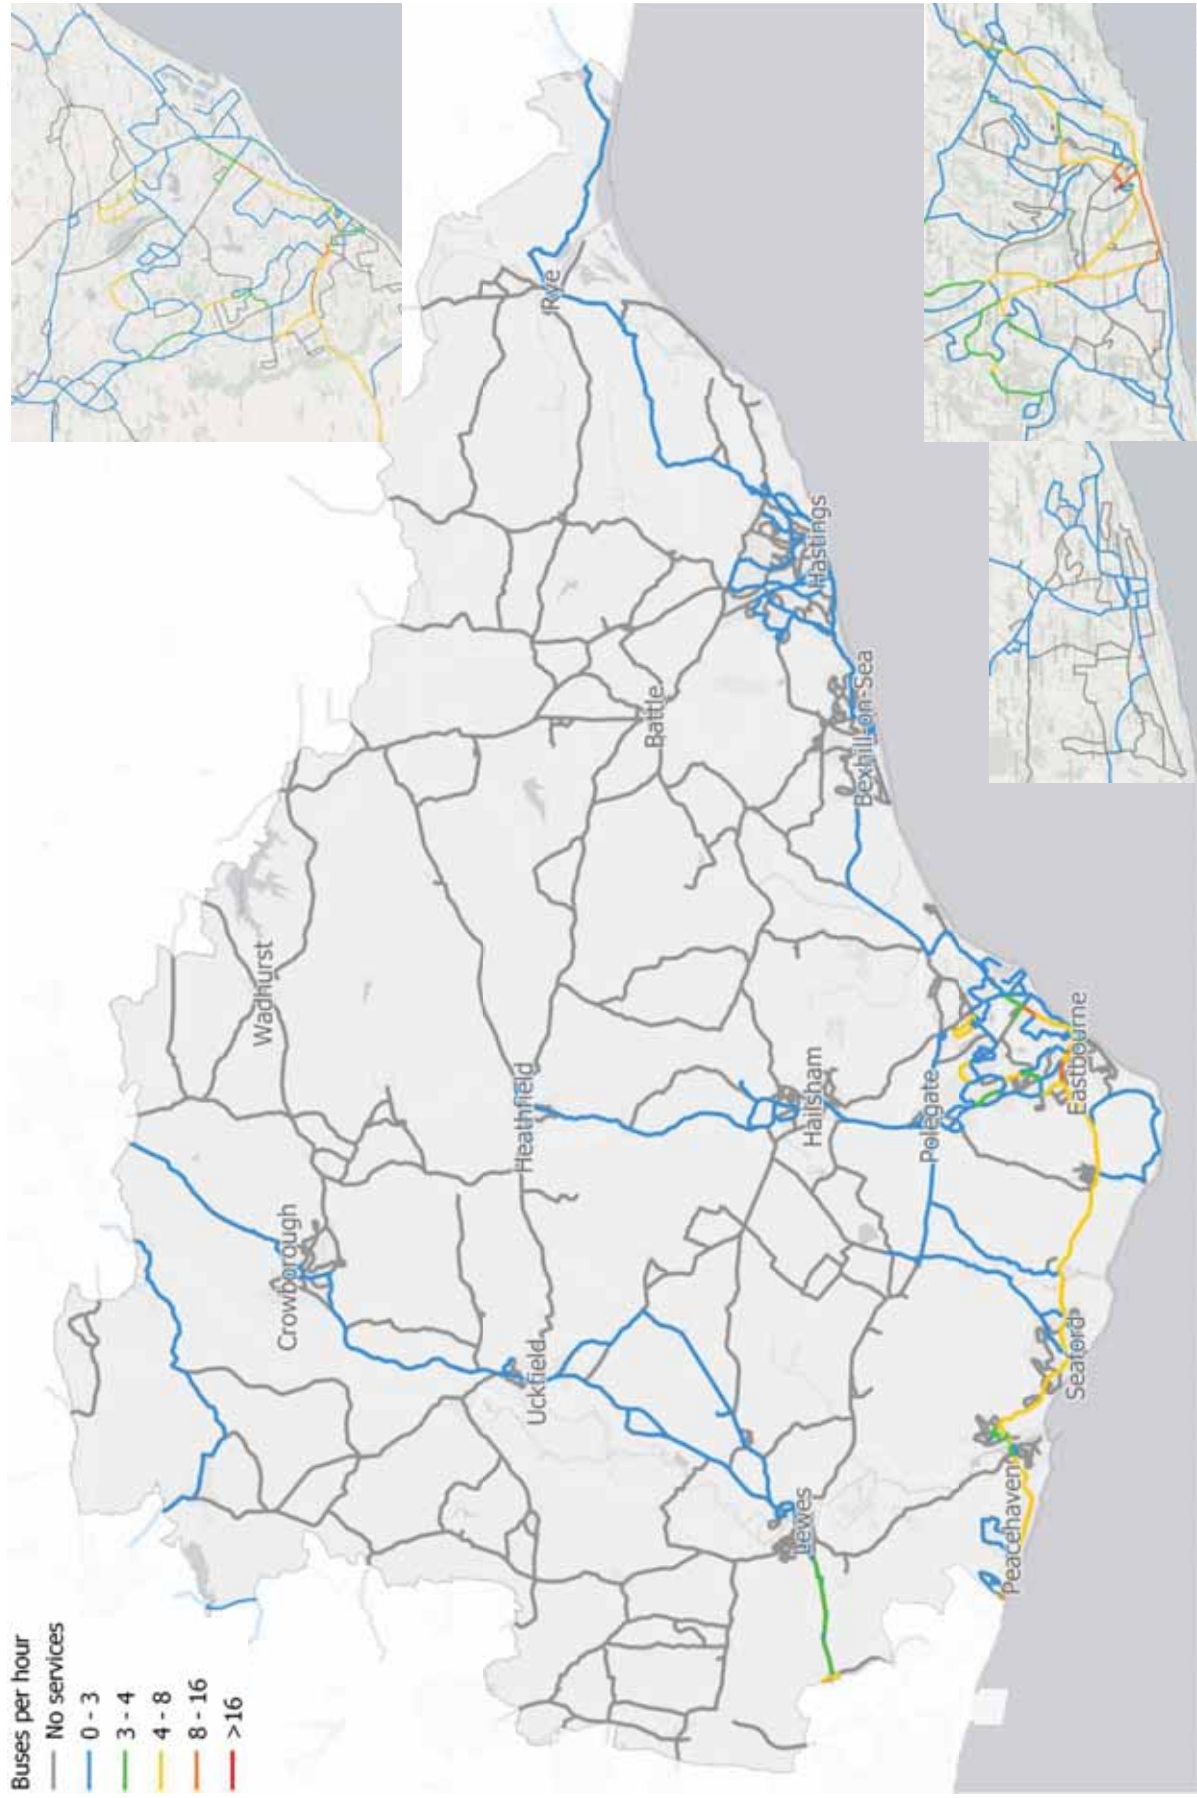 Buses per hour
No services
0 - 3
3 - 4
4 - 8
8 - 16
>16
Crowborough
Wadhurst
Uckfield
Heathfield
Rye
Battle
Lewes
Hailsham
Hastings
Bexhill-on-Sea
Polegate
Peacehaven
Seaford
Eastbourne